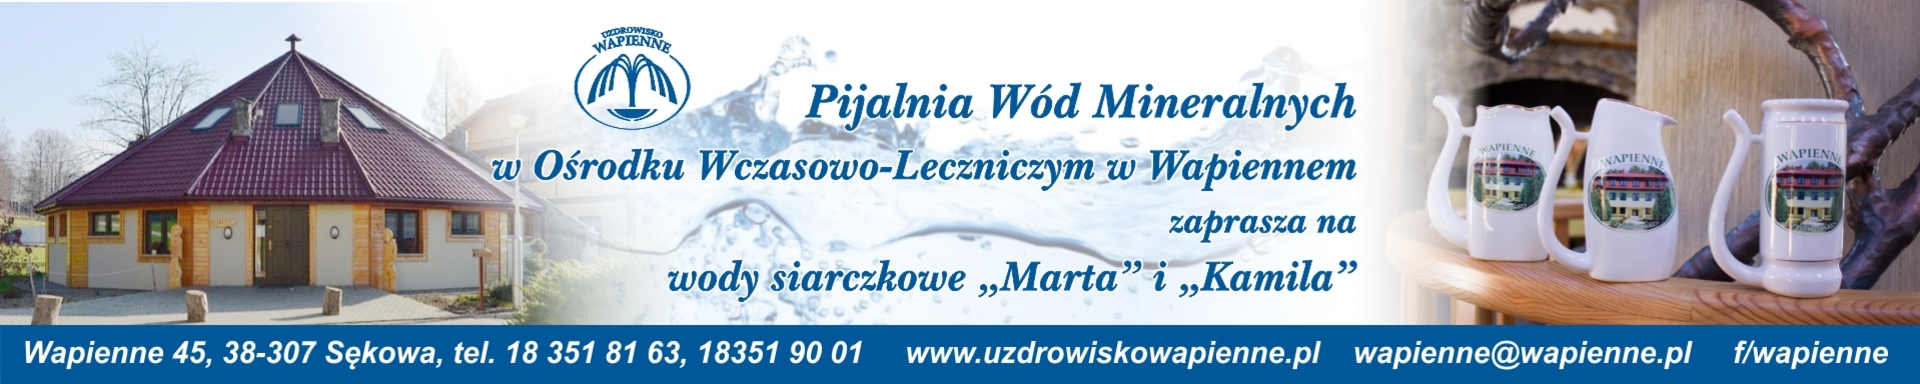 UZDROWISKO
WAPIENNE
Pijalnia Wód Mineralnych
w Ośrodku Wczasowo-Leczniczym w Wapiennem
zaprasza na
wody siarczkowe „Marta” i „Kamila”
WAPIENNE
WAPIENNE
WAPIENNE
Wapienne 45, 38-307 Sękowa, tel. 18 351 81 63, 18351 90 01 www.uzdrowiskowapienne.pl wapienne@wapienne.pl f/wapienne